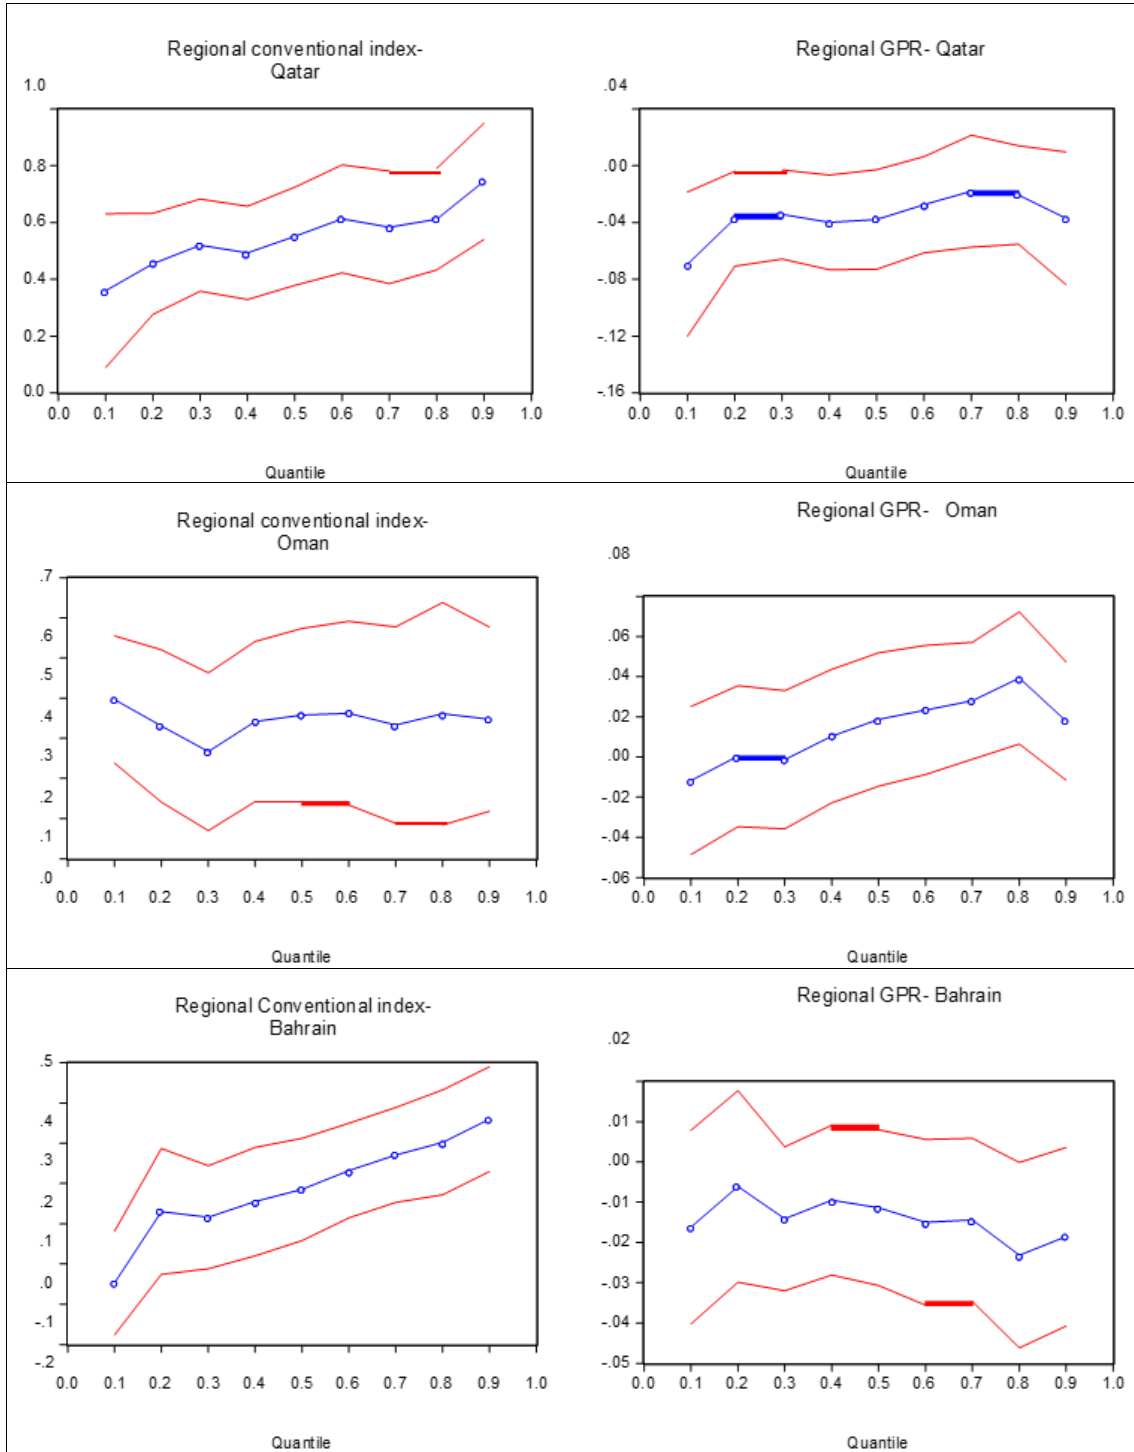 Regional conventional index-
Qatar
1.0
0.8
0.6
0.4
0.2
0.0
0.0 0.1 0.2 0.3 0.4 0.5 0.6 0.7 0.8 0.9 1.0
Quantile
Regional GPR- Qatar
.04
.00
-.04
-.08
-.12
-.16
0.0 0.1 0.2 0.3 0.4 0.5 0.6 0.7 0.8 0.9 1.0
Quantile
Regional conventional index-
Oman
.7
.6
.5
.4
.3
.2
.1
.0
0.0 0.1 0.2 0.3 0.4 0.5 0.6 0.7 0.8 0.9 1.0
Quantile
Regional GPR- Oman
.08
.06
.04
.02
.00
-.02
-.04
-.06
0.0 0.1 0.2 0.3 0.4 0.5 0.6 0.7 0.8 0.9 1.0
Quantile
Regional Conventional index-
Bahrain
.5
.4
.3
.2
.1
.0
-.1
-.2
0.0 0.1 0.2 0.3 0.4 0.5 0.6 0.7 0.8 0.9 1.0
Quantile
Regional GPR- Bahrain
.02
.01
.00
-.01
-.02
-.03
-.04
-.05
0.0 0.1 0.2 0.3 0.4 0.5 0.6 0.7 0.8 0.9 1.0
Quantile